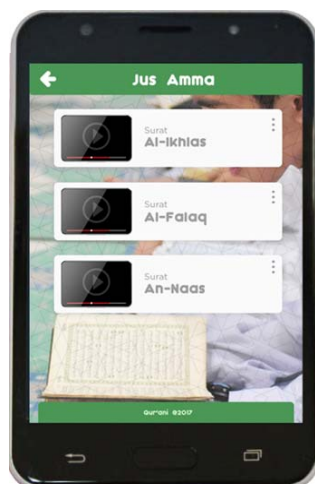 Jus Amma
Surat
Al-Ikhlas
Surat
Al-Falaq
Surat
An-Naas
Qur'ani ©2017